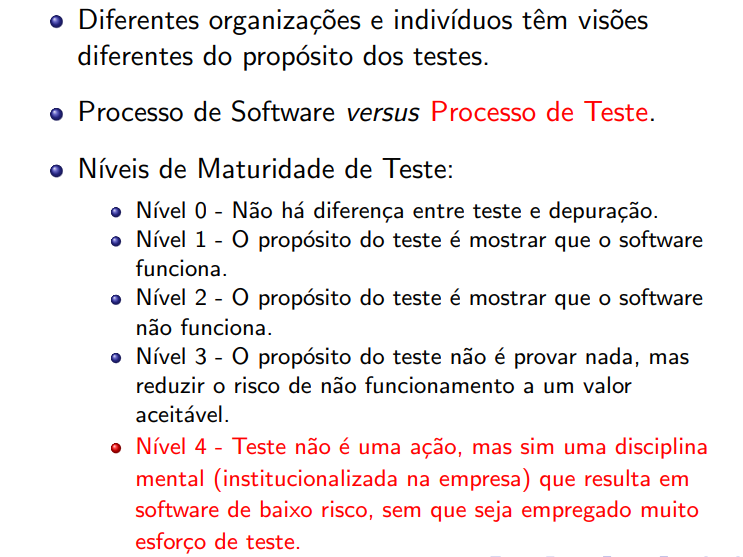 Diferentes organizações e indivíduos têm visões
diferentes do propósito dos testes.
Processo de Software versus Processo de Teste.
Níveis de Maturidade de Teste:
Nível 0 - Não há diferença entre teste e depuração.
Nível 1 - O propósito do teste é mostrar que o software
funciona.
Nível 2 - O propósito do teste é mostrar que o software
não funciona.
Nível 3 - O propósito do teste não é provar nada, mas
reduzir o risco de não funcionamento a um valor
aceitável.
Nível 4 - Teste não é uma ação, mas sim uma disciplina
mental (institucionalizada na empresa) que resulta em
software de baixo risco, sem que seja empregado muito
esforço de teste.